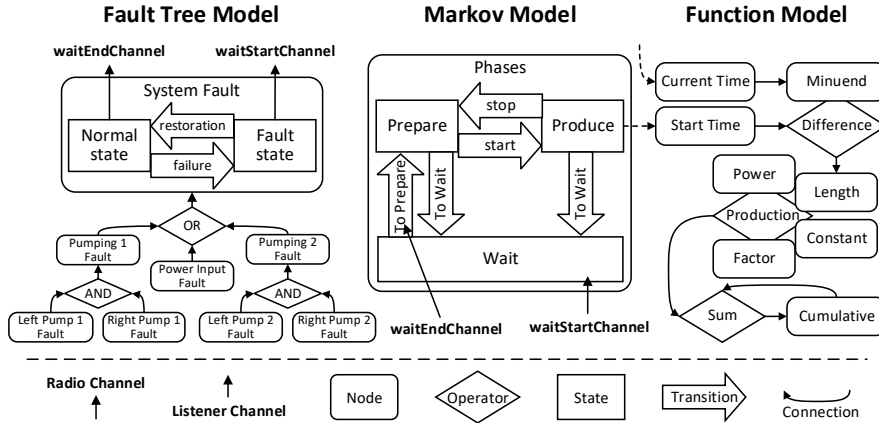 Fault Tree Model
waitEndChannel
waitStartChannel
System Fault
Normal
state
restoration
failure
Fault
state
OR
Pumping 1
Fault
Power Input
Fault
Pumping 2
Fault
AND
AND
Left Pump 1
Fault
Right Pump 1
Fault
Left Pump 2
Fault
Right Pump 2
Fault
Markov Model
Phases
Prepare
stop
start
Produce
To Prepare
To Wait
To Wait
Wait
waitEndChannel
waitStartChannel
Function Model
Current Time
Minuend
Start Time
Difference
Power
Length
Production
Constant
Factor
Sum
Cumulative
Radio Channel
Listener Channel
Node
Operator
State
Transition
Connection